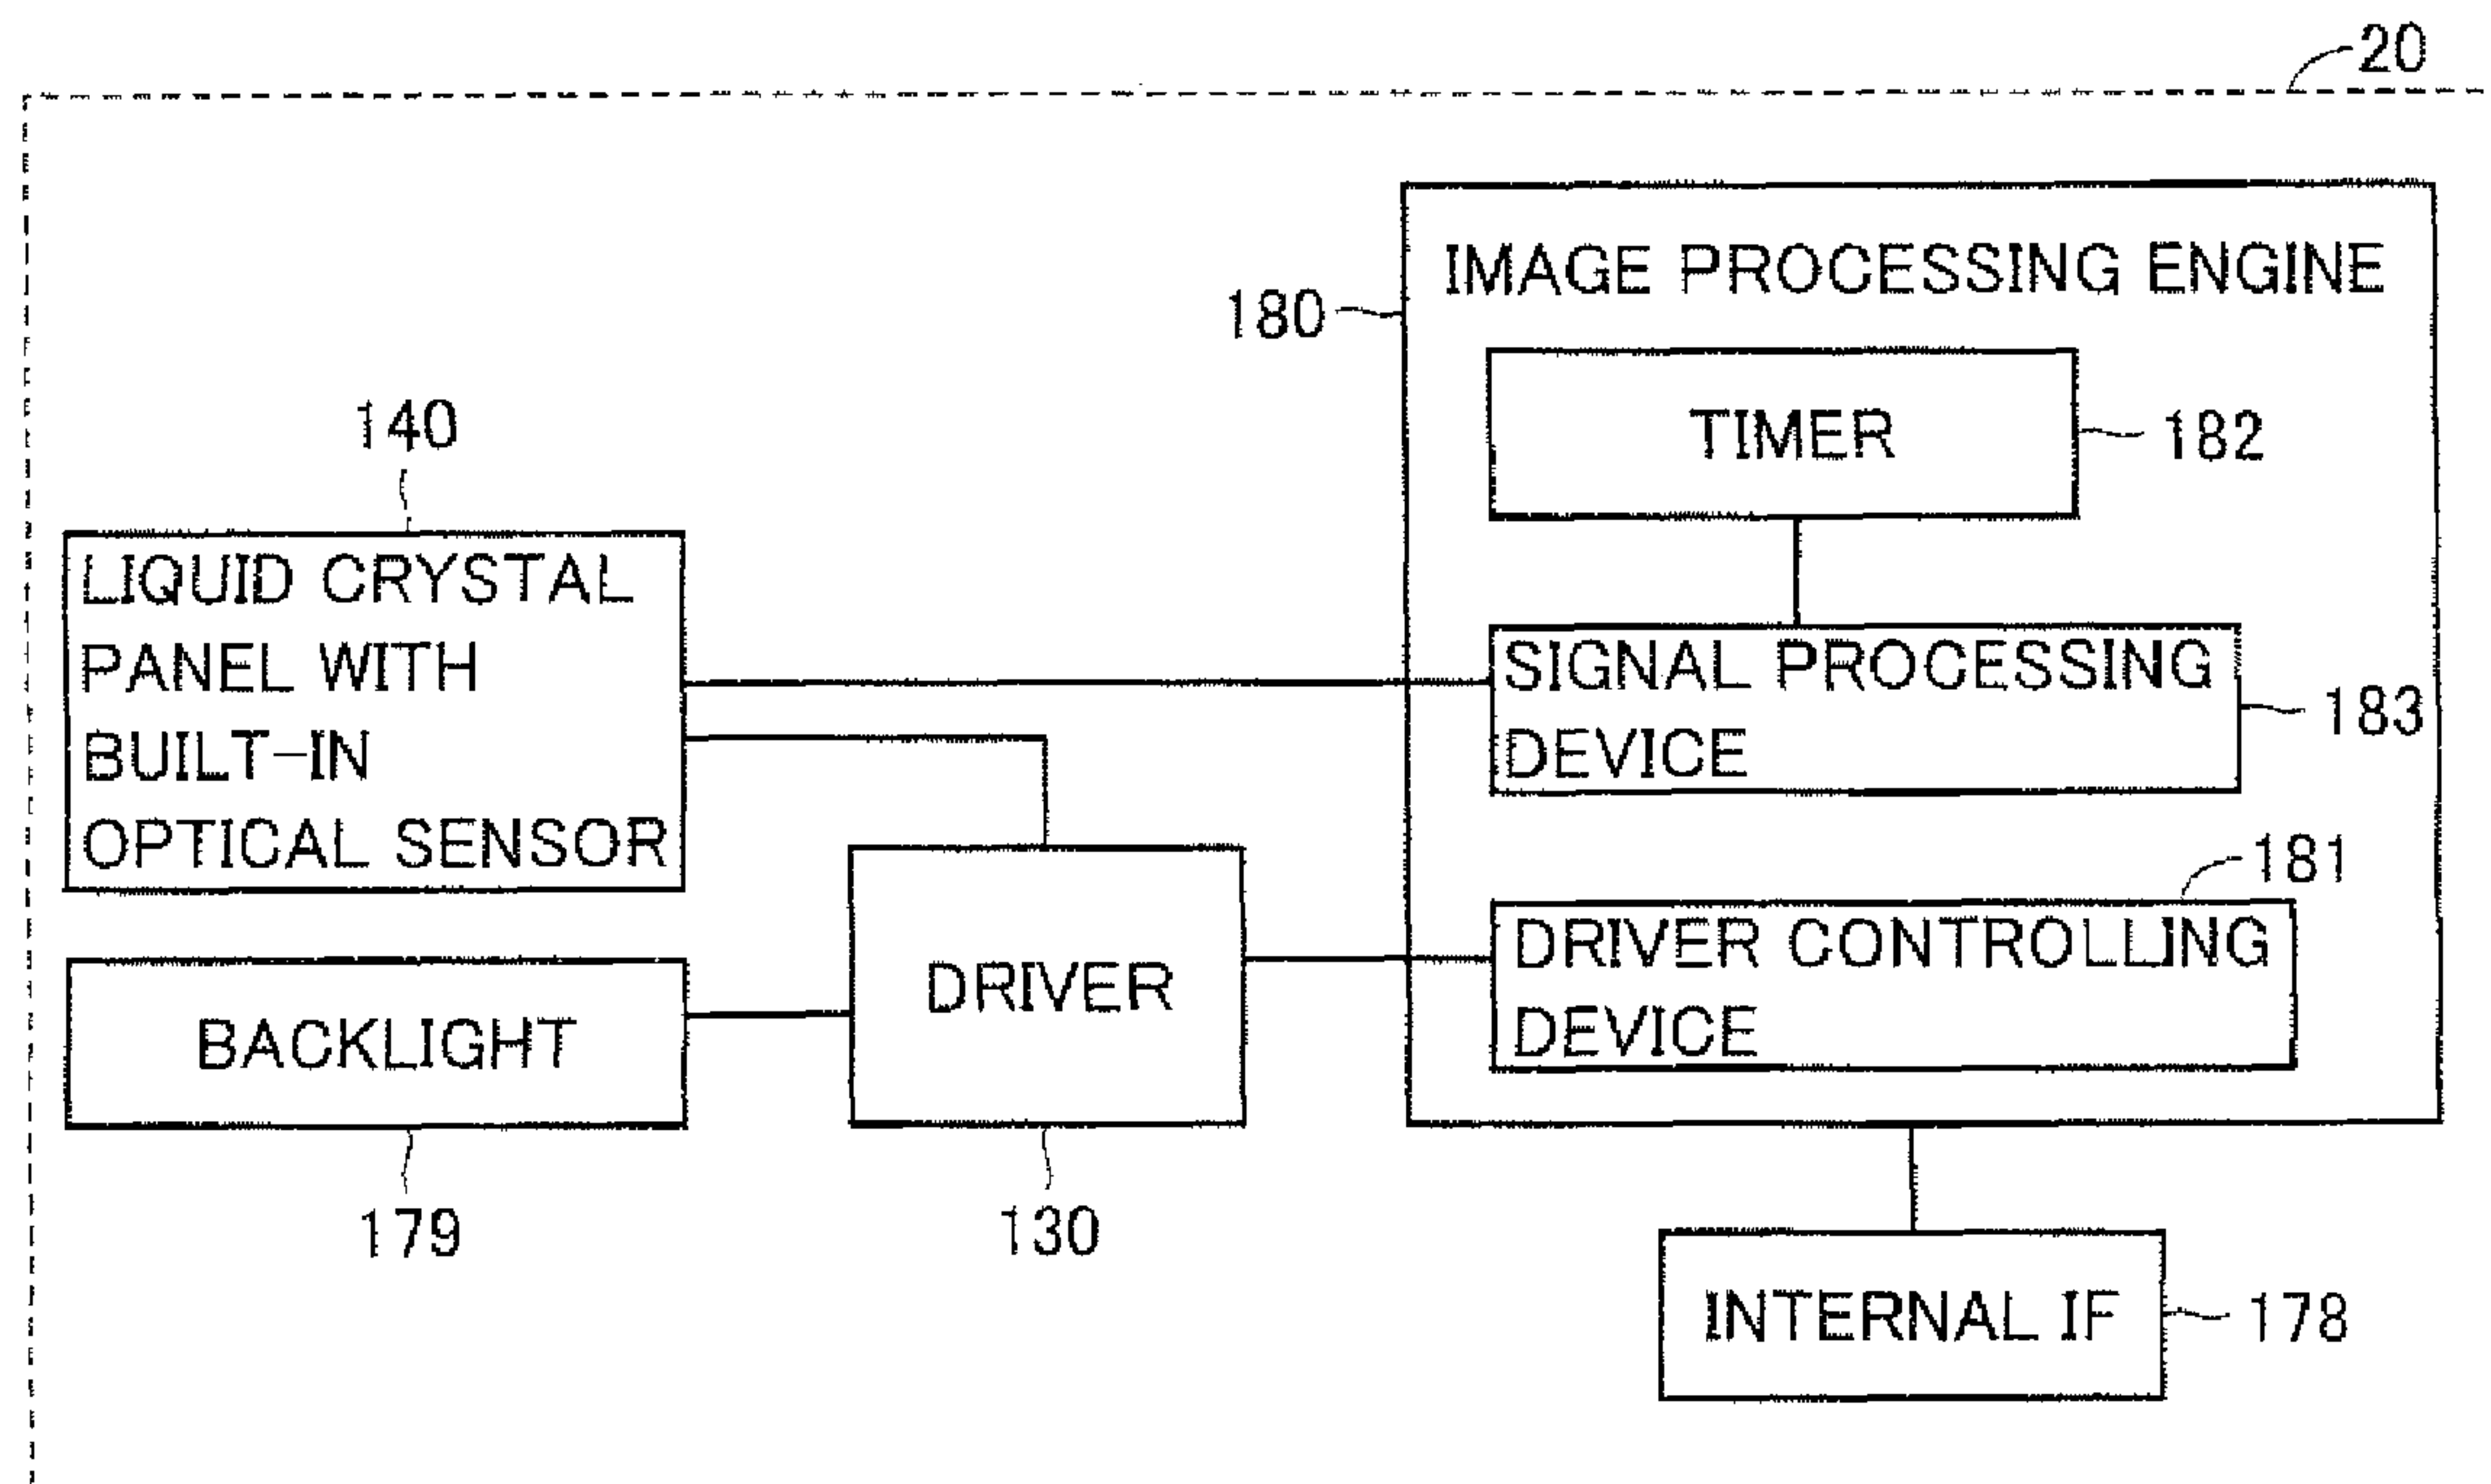 20
IMAGE PROCESSING ENGINE
180
TIMER
182
140
LIQUID CRYSTAL
PANEL WITH
BUILT-IN
OPTICAL SENSOR
SIGNAL PROCESSING
DEVICE
183
181
DRIVER CONTROLLING
DEVICE
DRIVER
BACKLIGHT
179
130
INTERNAL IF
178